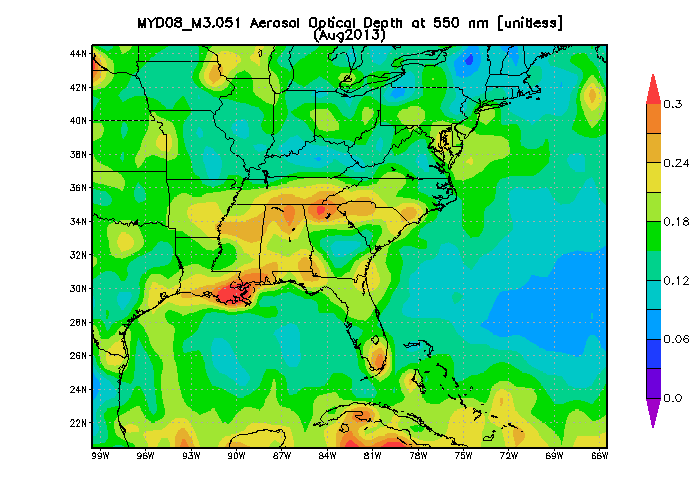 MYD08_M3.051 Aerosol Optical Depth at 550 nm [unitless]
(Aug2013)
44N
42N
40N
38N
36N
34N
32N
30N
28N
26N
24N
22N
99W 96W 93W 90W 87W 84W 81W 78W 75W 72W 69W 66W
0.3
0.24
0.18
0.12
0.06
0.0